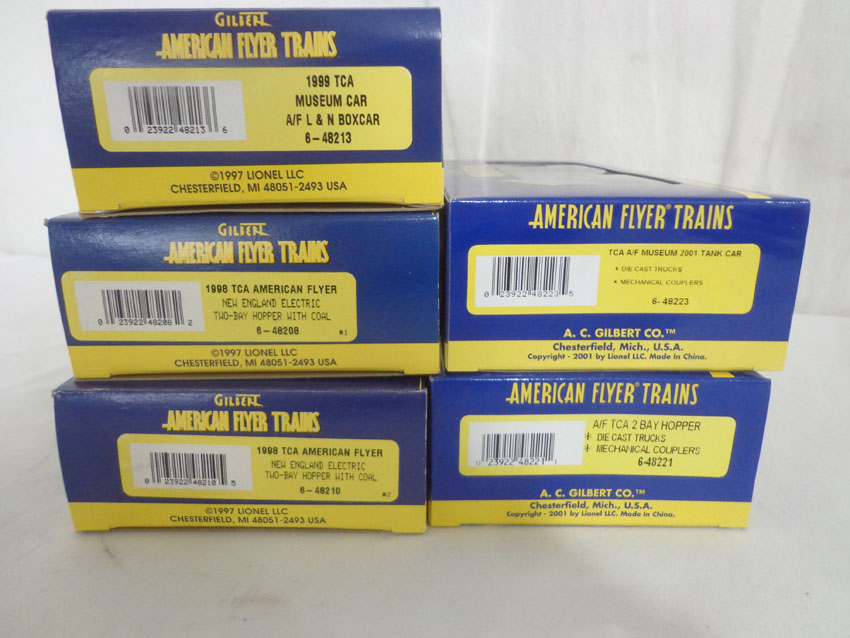 GILBERT
AMERICAN FLYER TRAINS
1999 TCA
MUSEUM CAR
A/F L & N BOXCAR
6-48213
0 23922 48213 6
©1997 LIONEL LLC
CHESTERFIELD, MI 48051-2493 USA
GILBERT
AMERICAN FLYER TRAINS
1998 TCA AMERICAN FLYER
NEW ENGLAND ELECTRIC
TWO-BAY HOPPER WITH COAL
6-48208 #1
0 23922 48208 2
©1997 LIONEL LLC
CHESTERFIELD, MI 48051-2493 USA
GILBERT
AMERICAN FLYER TRAINS
1998 TCA AMERICAN FLYER
NEW ENGLAND ELECTRIC
TWO-BAY HOPPER WITH COAL
6-48210 #2
0 23922 48210 5
©1997 LIONEL LLC
CHESTERFIELD, MI 48051-2493 USA
AMERICAN FLYER® TRAINS
TCA A/F MUSEUM 2001 TANK CAR
* DIE CAST TRUCKS
* MECHANICAL COUPLERS
6-48223
0 23922 48223 5
A. C. GILBERT CO.™
Chesterfield, Mich., U.S.A.
Copyright - 2001 by Lionel LLC. Made in China.
AMERICAN FLYER® TRAINS
A/F TCA 2 BAY HOPPER
* DIE CAST TRUCKS
* MECHANICAL COUPLERS
6-48221
0 23922 48221 1
A. C. GILBERT CO.™
Chesterfield, Mich., U.S.A.
Copyright - 2001 by Lionel LLC. Made in China.